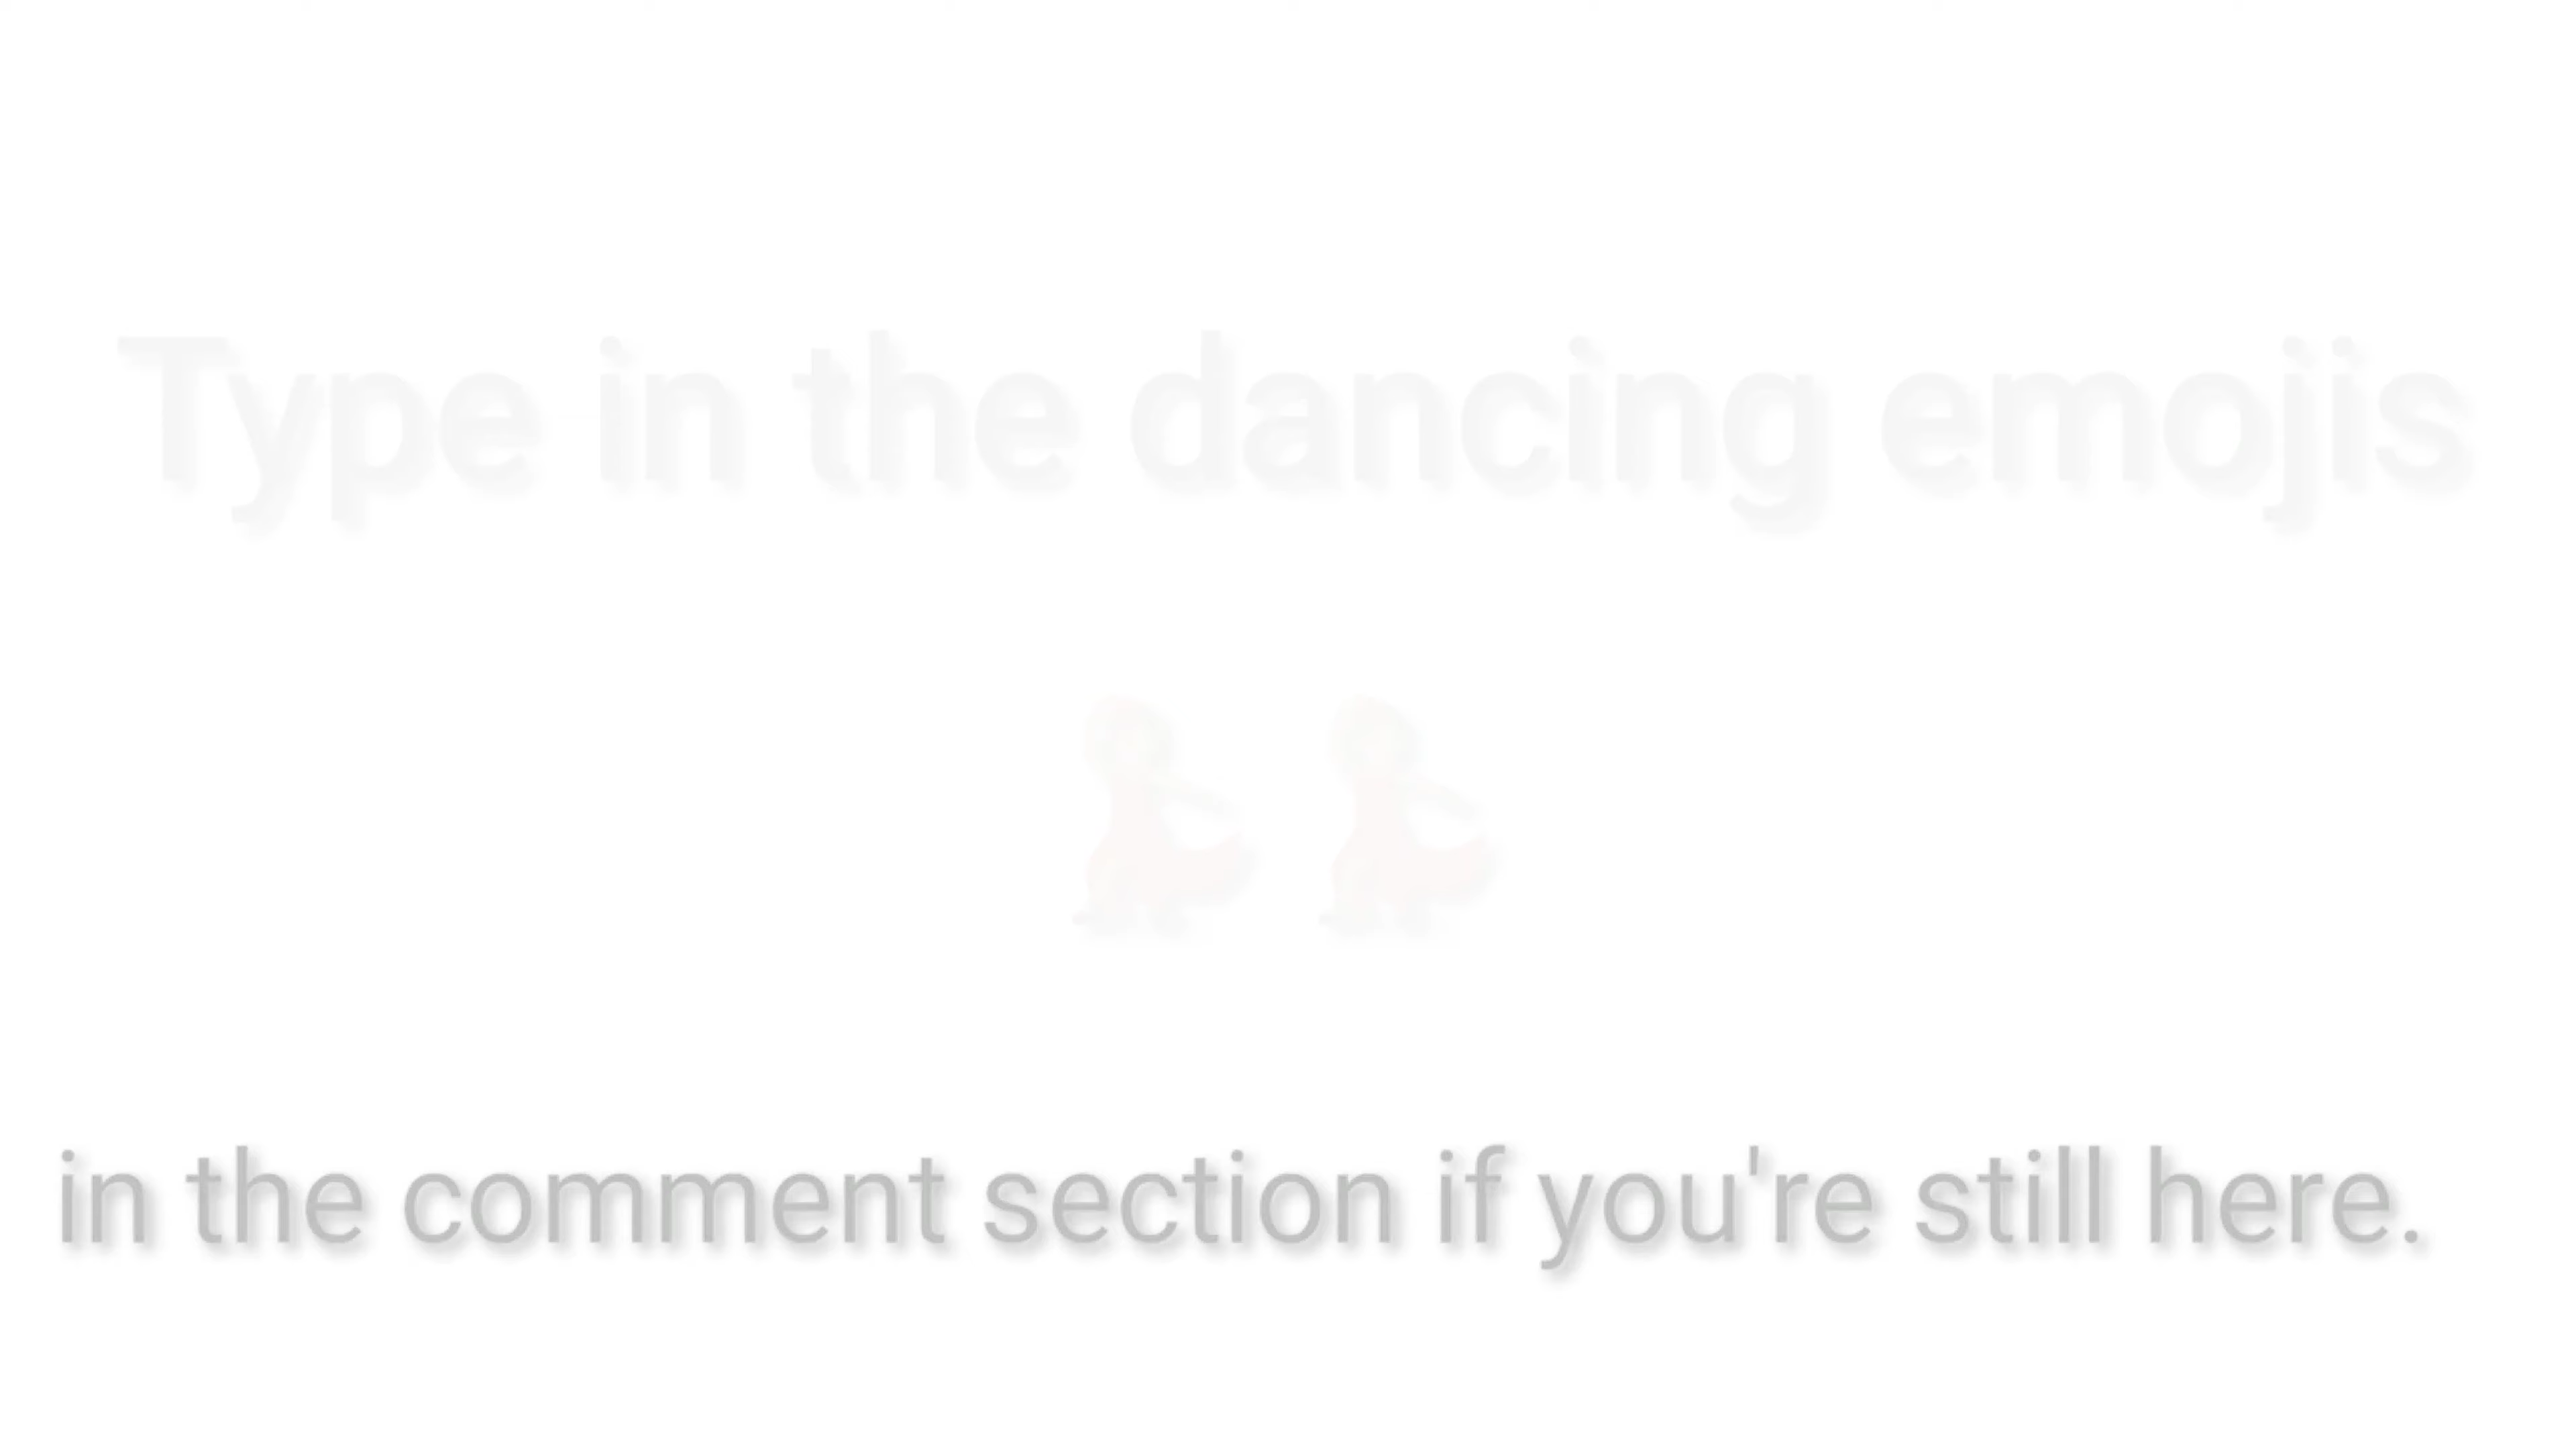 Type in the dancing emojis
💃 💃
in the comment section if you're still here.